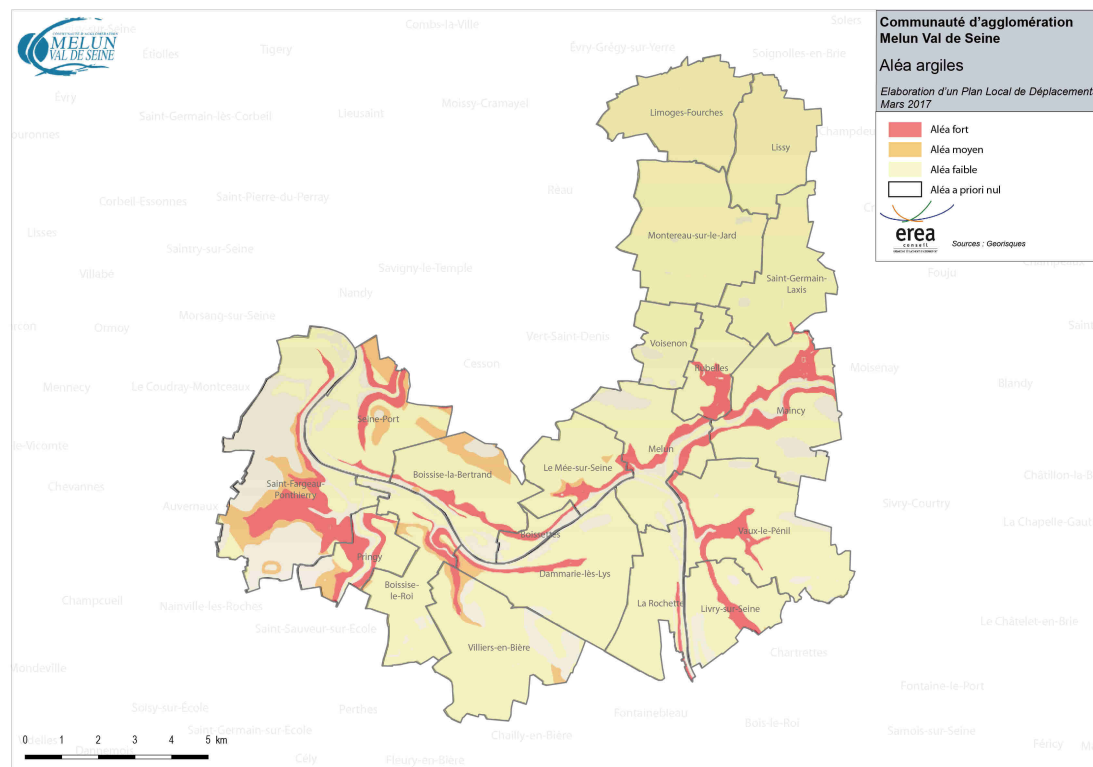 COMMUNAUTÉ D'AGGLOMÉRATION
MELUN
VAL DE SEINE
Communauté d'agglomération
Melun Val de Seine
Aléa argiles
Elaboration d'un Plan Local de Déplacements
Mars 2017
Aléa fort
Aléa moyen
Aléa faible
Aléa a priori nul
erea
conseil
Sources : Georisques
Combs-la-Ville
Solers
Étiolles
Tigery
Évry-Grégy-sur-Yerre
Soignolles-en-Brie
Évry
Moissy-Cramayel
Saint-Germain-lès-Corbeil
Lieusaint
Limoges-Fourches
Lissy
Réau
Corbeil-Essonnes
Saint-Pierre-du-Perray
Lisses
Saintry-sur-Seine
Montereau-sur-le-Jard
Villabé
Savigny-le-Temple
Saint-Germain-
Laxis
Fouju
Nandy
Morsang-sur-Seine
Ormoy
Vert-Saint-Denis
Voisenon
Cesson
Rubelles
Moisenay
Mennecy
Le Coudray-Montceaux
Blandy
Seine-Port
Maincy
Melun
Le Mée-sur-Seine
Boissise-la-Bertrand
Chevannes
Saint-Fargeau-
Ponthierry
Auvernaux
Sivry-Courtry
Vaux-le-Pénil
Boissettes
Pringy
Dammarie-lès-Lys
Boissise-
le-Roi
La Rochette
Livry-sur-Seine
Champcueil
Nainville-les-Roches
Le Châtelet-en-Brie
Saint-Sauveur-sur-École
Villiers-en-Bière
Chartrettes
Mondeville
Fontaine-le-Port
Soisy-sur-École
Perthes
Fontainebleau
Bois-le-Roi
Saint-Germain-sur-École
Chailly-en-Bière
Samois-sur-Seine
Féricy
Dannemois
Cély
Fleury-en-Bière
0 1 2 3 4 5 km